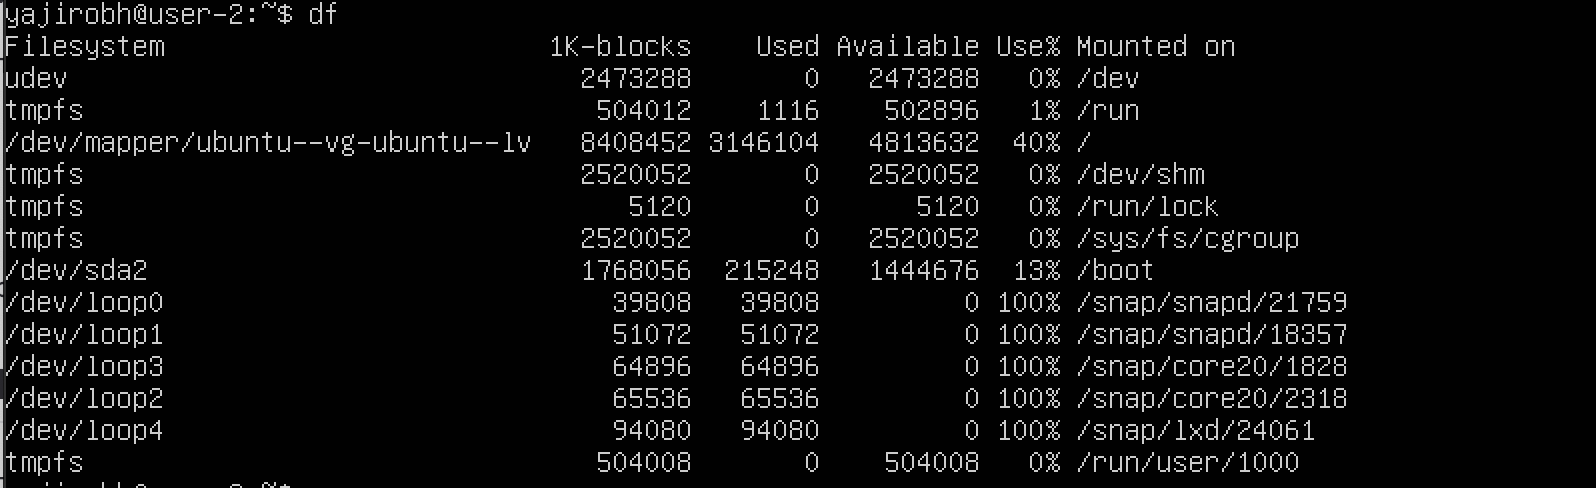 yajirobh@user-2:~$ df
Filesystem                        1K-blocks    Used Available Use% Mounted on
udev                                2473288       0   2473288   0% /dev
tmpfs                                504012    1116    502896   1% /run
/dev/mapper/ubuntu--vg-ubuntu--lv   8408452 3146104   4813632  40% /
tmpfs                               2520052       0   2520052   0% /dev/shm
tmpfs                                  5120       0      5120   0% /run/lock
tmpfs                               2520052       0   2520052   0% /sys/fs/cgroup
/dev/sda2                           1768056  215248   1444676  13% /boot
/dev/loop0                            39808   39808         0 100% /snap/snapd/21759
/dev/loop1                            51072   51072         0 100% /snap/snapd/18357
/dev/loop3                            64896   64896         0 100% /snap/core20/1828
/dev/loop2                            65536   65536         0 100% /snap/core20/2318
/dev/loop4                            94080   94080         0 100% /snap/lxd/24061
tmpfs                                504008       0    504008   0% /run/user/1000
yajirobh@user-2:~$